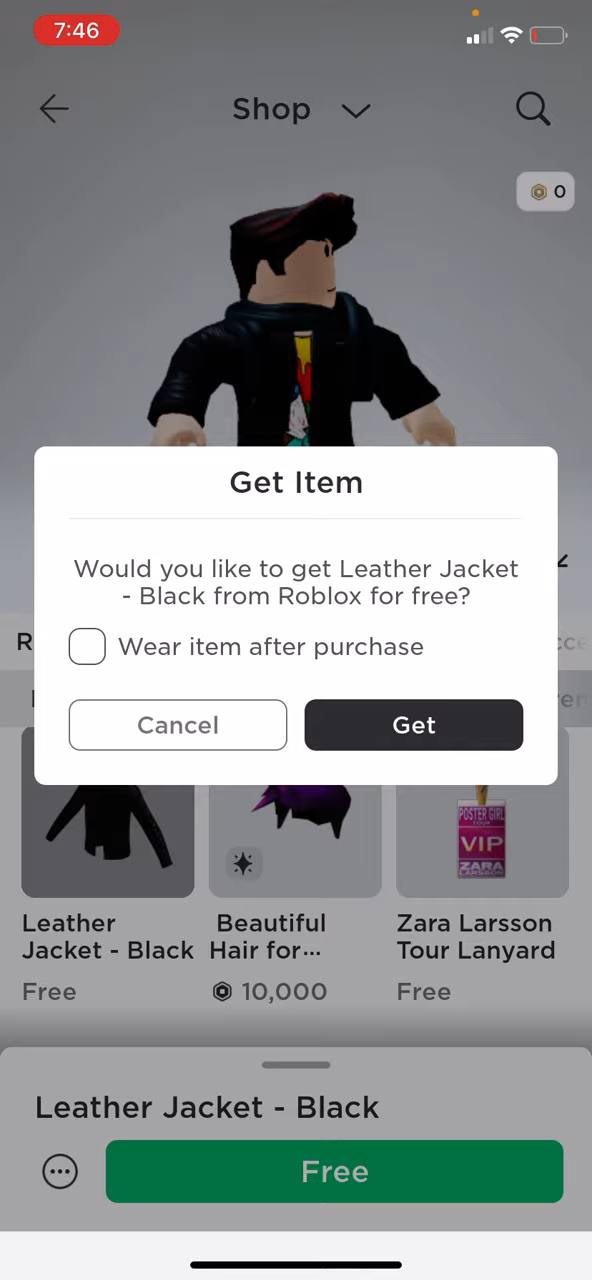 7:46
Shop
0
Get Item
Would you like to get Leather Jacket
- Black from Roblox for free?
Wear item after purchase
Cancel
Get
POSTER GIRL
TOUR
VIP
ZARA
LARSSON
Leather
Jacket - Black
Free
Beautiful
Hair for...
10,000
Zara Larsson
Tour Lanyard
Free
Leather Jacket - Black
Free